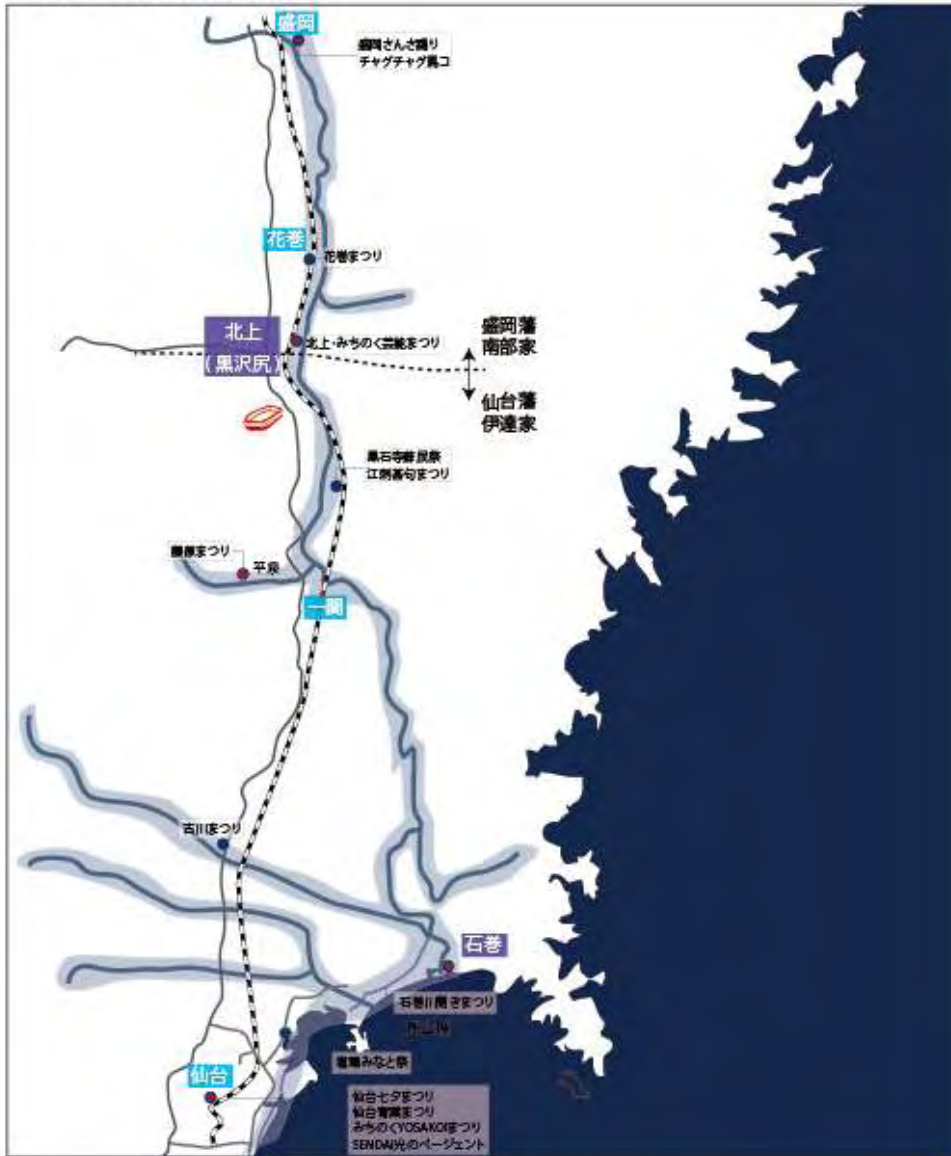 盛岡
盛岡さんさ踊り
チャグチャグ馬コ
花巻
花巻まつり
北上
(黒沢尻)
北上・みちのく芸能まつり
盛岡藩
南部家
仙台藩
伊達家
黒石寺蘇民祭
江刺甚句まつり
藤原まつり
平泉
一関
古川まつり
石巻
石巻川開きまつり
塩竈みなと祭
仙台
仙台七夕まつり
仙台青葉まつり
みちのくYOSAKOIまつり
SENDAI光のページェント